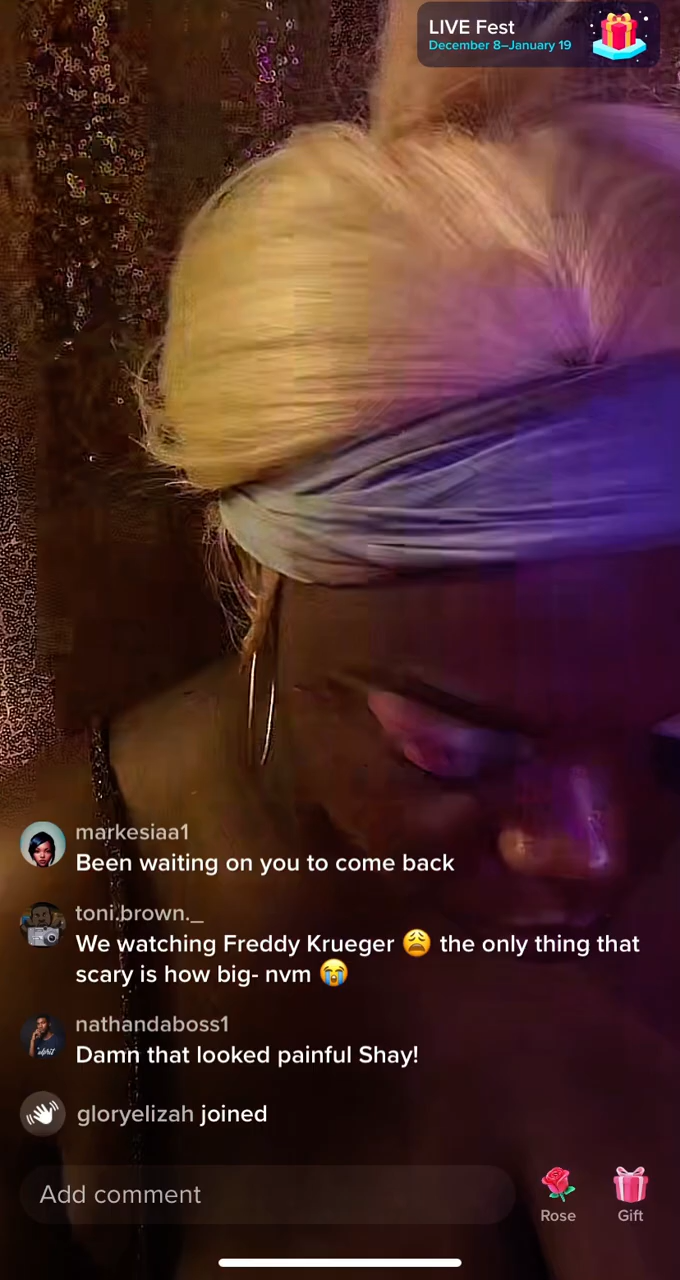 LIVE Fest
December 8–January 19
markesiaa1
Been waiting on you to come back
toni.brown._
We watching Freddy Krueger 😩 the only thing that
scary is how big- nvm 😭
nathandaboss1
Damn that looked painful Shay!
gloryelizah joined
Add comment
Rose
Gift